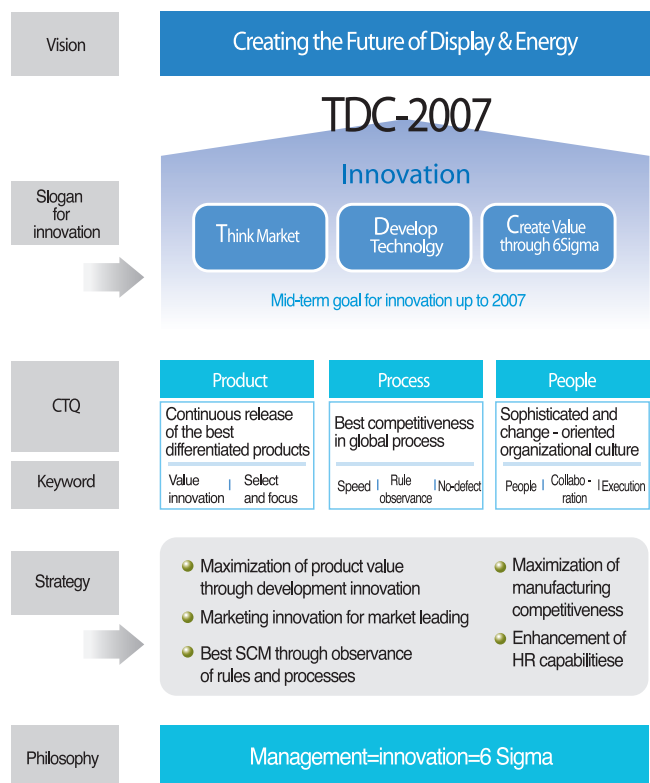 Vision
Creating the Future of Display & Energy
TDC-2007
Innovation
Slogan
for
innovation
Think Market
Develop
Technolgy
Create Value
through 6Sigma
Mid-term goal for innovation up to 2007
CTQ
Product
Continuous release
of the best
differentiated products
Process
Best competitiveness
in global process
People
Sophisticated and
change - oriented
organizational culture
Keyword
Value
innovation
Select
and focus
Speed
Rule
observance
No-defect
People
Collabo -
ration
Execution
Strategy
Maximization of product value
through development innovation
Marketing innovation for market leading
Best SCM through observance
of rules and processes
Maximization of
manufacturing
competitiveness
Enhancement of
HR capabilitiese
Philosophy
Management=innovation=6 Sigma